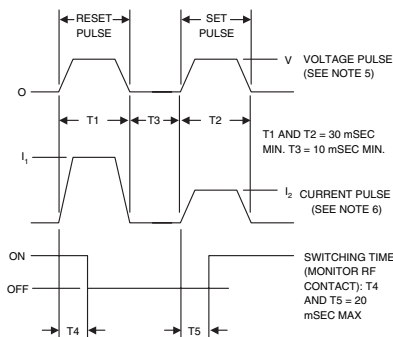 RESET
PULSE
SET
PULSE
V VOLTAGE PULSE
(SEE NOTE 5)
O
T1 T3 T2
T1 AND T2 = 30 mSEC
MIN. T3 = 10 mSEC MIN.
I1
I2 CURRENT PULSE
(SEE NOTE 6)
ON
OFF
SWITCHING TIME
(MONITOR RF
CONTACT): T4
AND T5 = 20
mSEC MAX
T4 T5